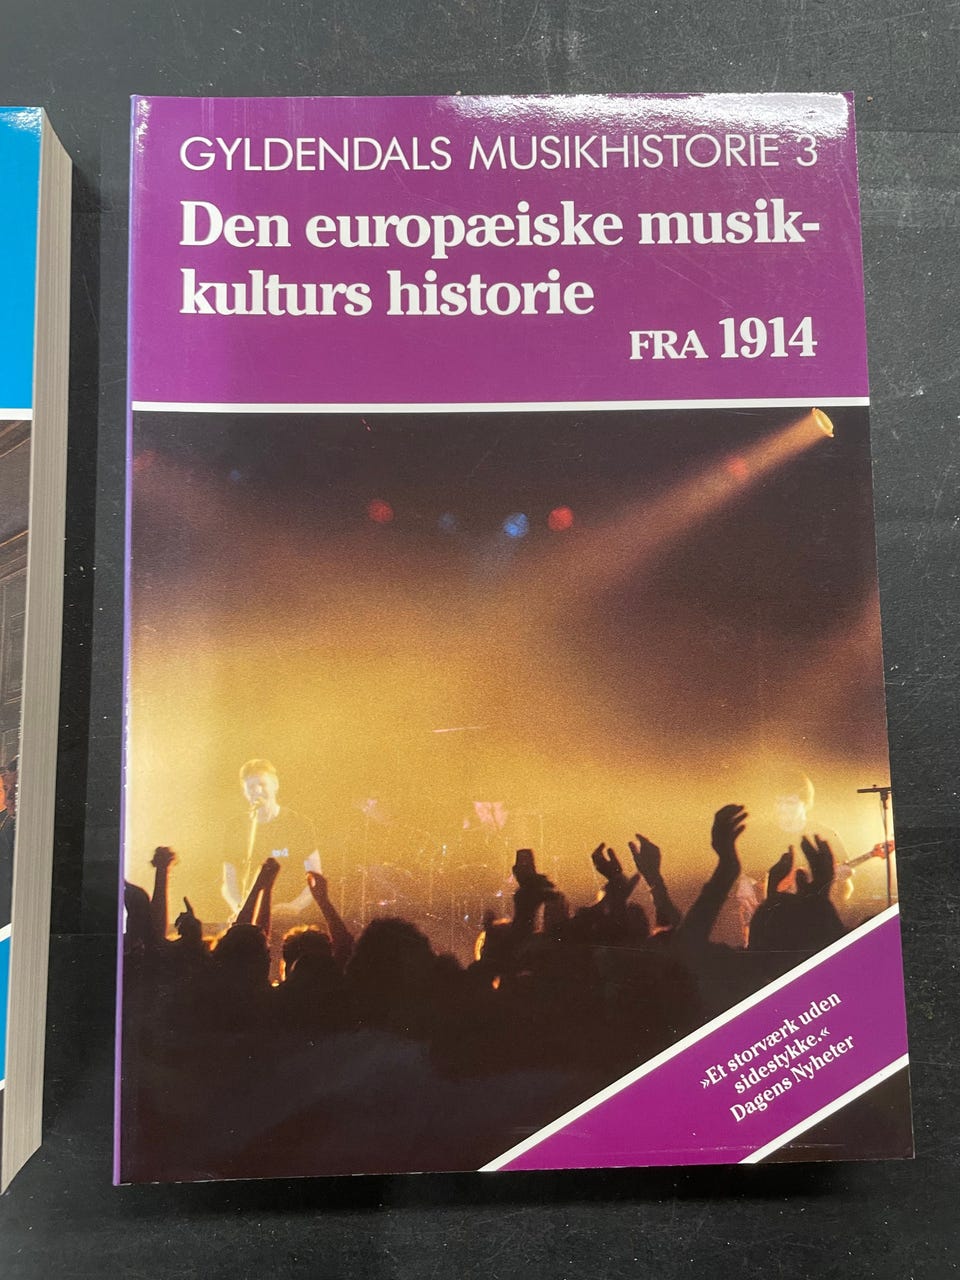 GYLDENDALS MUSIKHISTORIE 3
Den europæiske musik-
kulturs historie
FRA 1914
»Et storværk uden
sidestykke.«
Dagens Nyheter